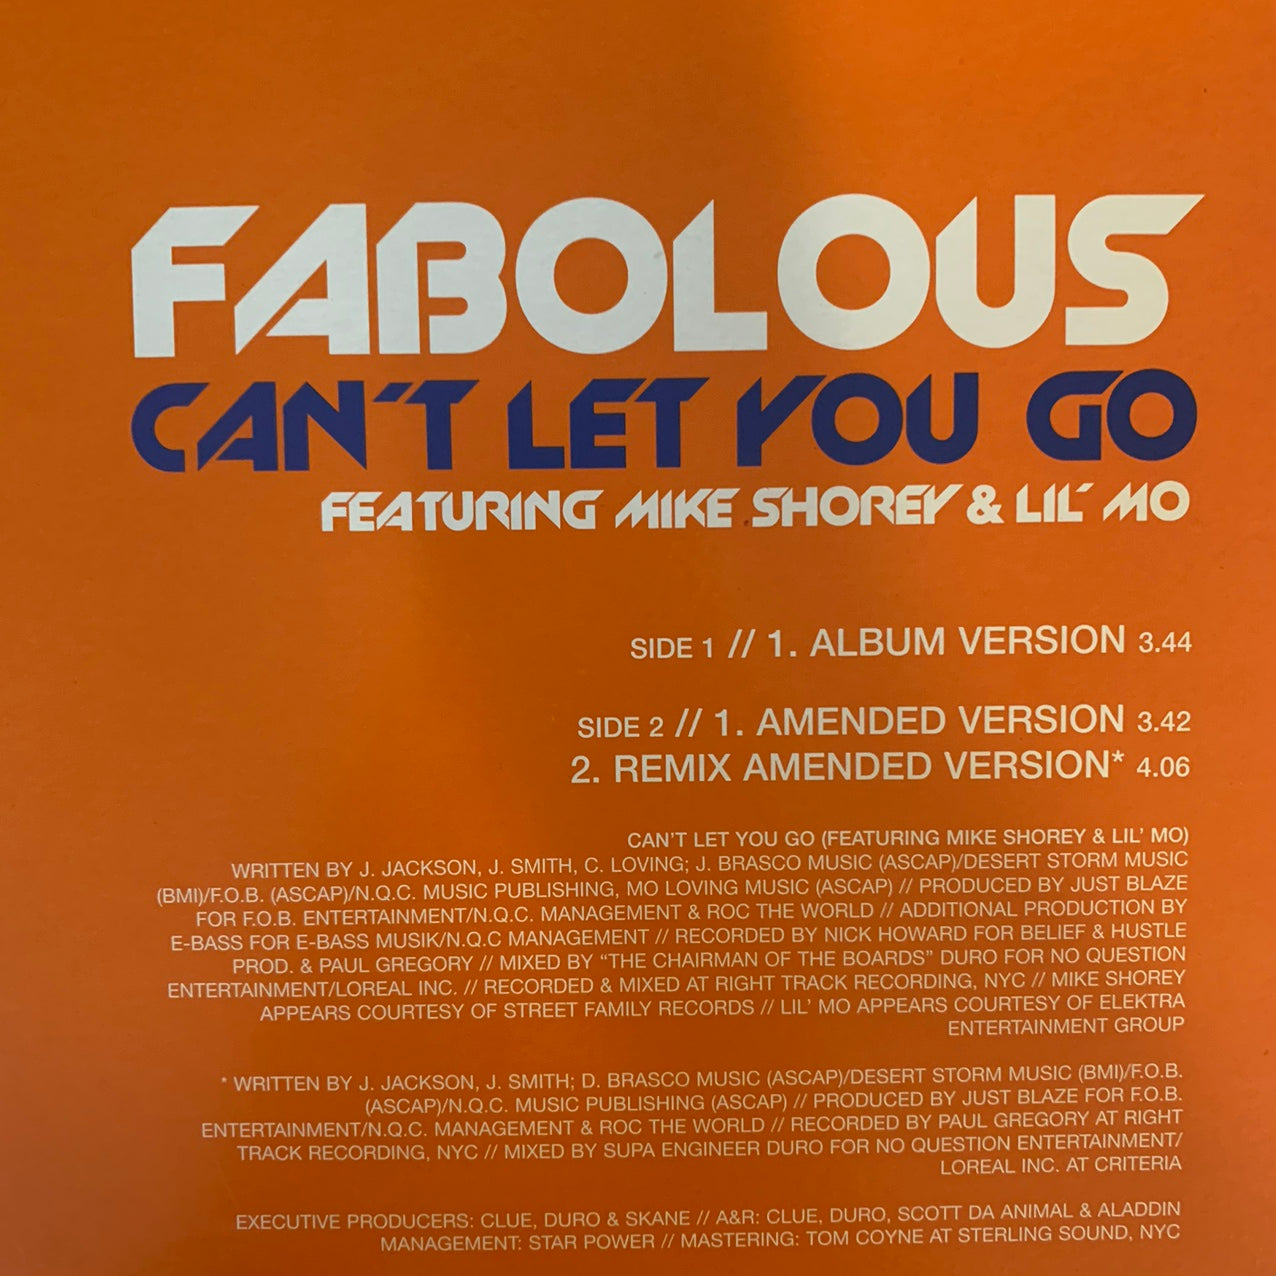 FABOLOUS
CAN'T LET YOU GO
FEATURING MIKE SHOREY & LIL' MO
SIDE 1 // 1. ALBUM VERSION 3.44
SIDE 2 // 1. AMENDED VERSION 3.42
2. REMIX AMENDED VERSION* 4.06
CAN'T LET YOU GO (FEATURING MIKE SHOREY & LIL' MO)
WRITTEN BY J. JACKSON, J. SMITH, C. LOVING; J. BRASCO MUSIC (ASCAP)/DESERT STORM MUSIC
(BMI)/F.O.B. (ASCAP)/N.Q.C. MUSIC PUBLISHING, MO LOVING MUSIC (ASCAP) // PRODUCED BY JUST BLAZE
FOR F.O.B. ENTERTAINMENT/N.Q.C. MANAGEMENT & ROC THE WORLD // ADDITIONAL PRODUCTION BY
E-BASS FOR E-BASS MUSIK/N.Q.C MANAGEMENT // RECORDED BY NICK HOWARD FOR BELIEF & HUSTLE
PROD. & PAUL GREGORY // MIXED BY "THE CHAIRMAN OF THE BOARDS" DURO FOR NO QUESTION
ENTERTAINMENT/LOREAL INC. // RECORDED & MIXED AT RIGHT TRACK RECORDING, NYC // MIKE SHOREY
APPEARS COURTESY OF STREET FAMILY RECORDS // LIL' MO APPEARS COURTESY OF ELEKTRA
ENTERTAINMENT GROUP
* WRITTEN BY J. JACKSON, J. SMITH; D. BRASCO MUSIC (ASCAP)/DESERT STORM MUSIC (BMI)/F.O.B.
(ASCAP)/N.Q.C. MUSIC PUBLISHING (ASCAP) // PRODUCED BY JUST BLAZE FOR F.O.B.
ENTERTAINMENT/N.Q.C. MANAGEMENT & ROC THE WORLD // RECORDED BY PAUL GREGORY AT RIGHT
TRACK RECORDING, NYC // MIXED BY SUPA ENGINEER DURO FOR NO QUESTION ENTERTAINMENT/
LOREAL INC. AT CRITERIA
EXECUTIVE PRODUCERS: CLUE, DURO & SKANE // A&R: CLUE, DURO, SCOTT DA ANIMAL & ALADDIN
MANAGEMENT: STAR POWER // MASTERING: TOM COYNE AT STERLING SOUND, NYC